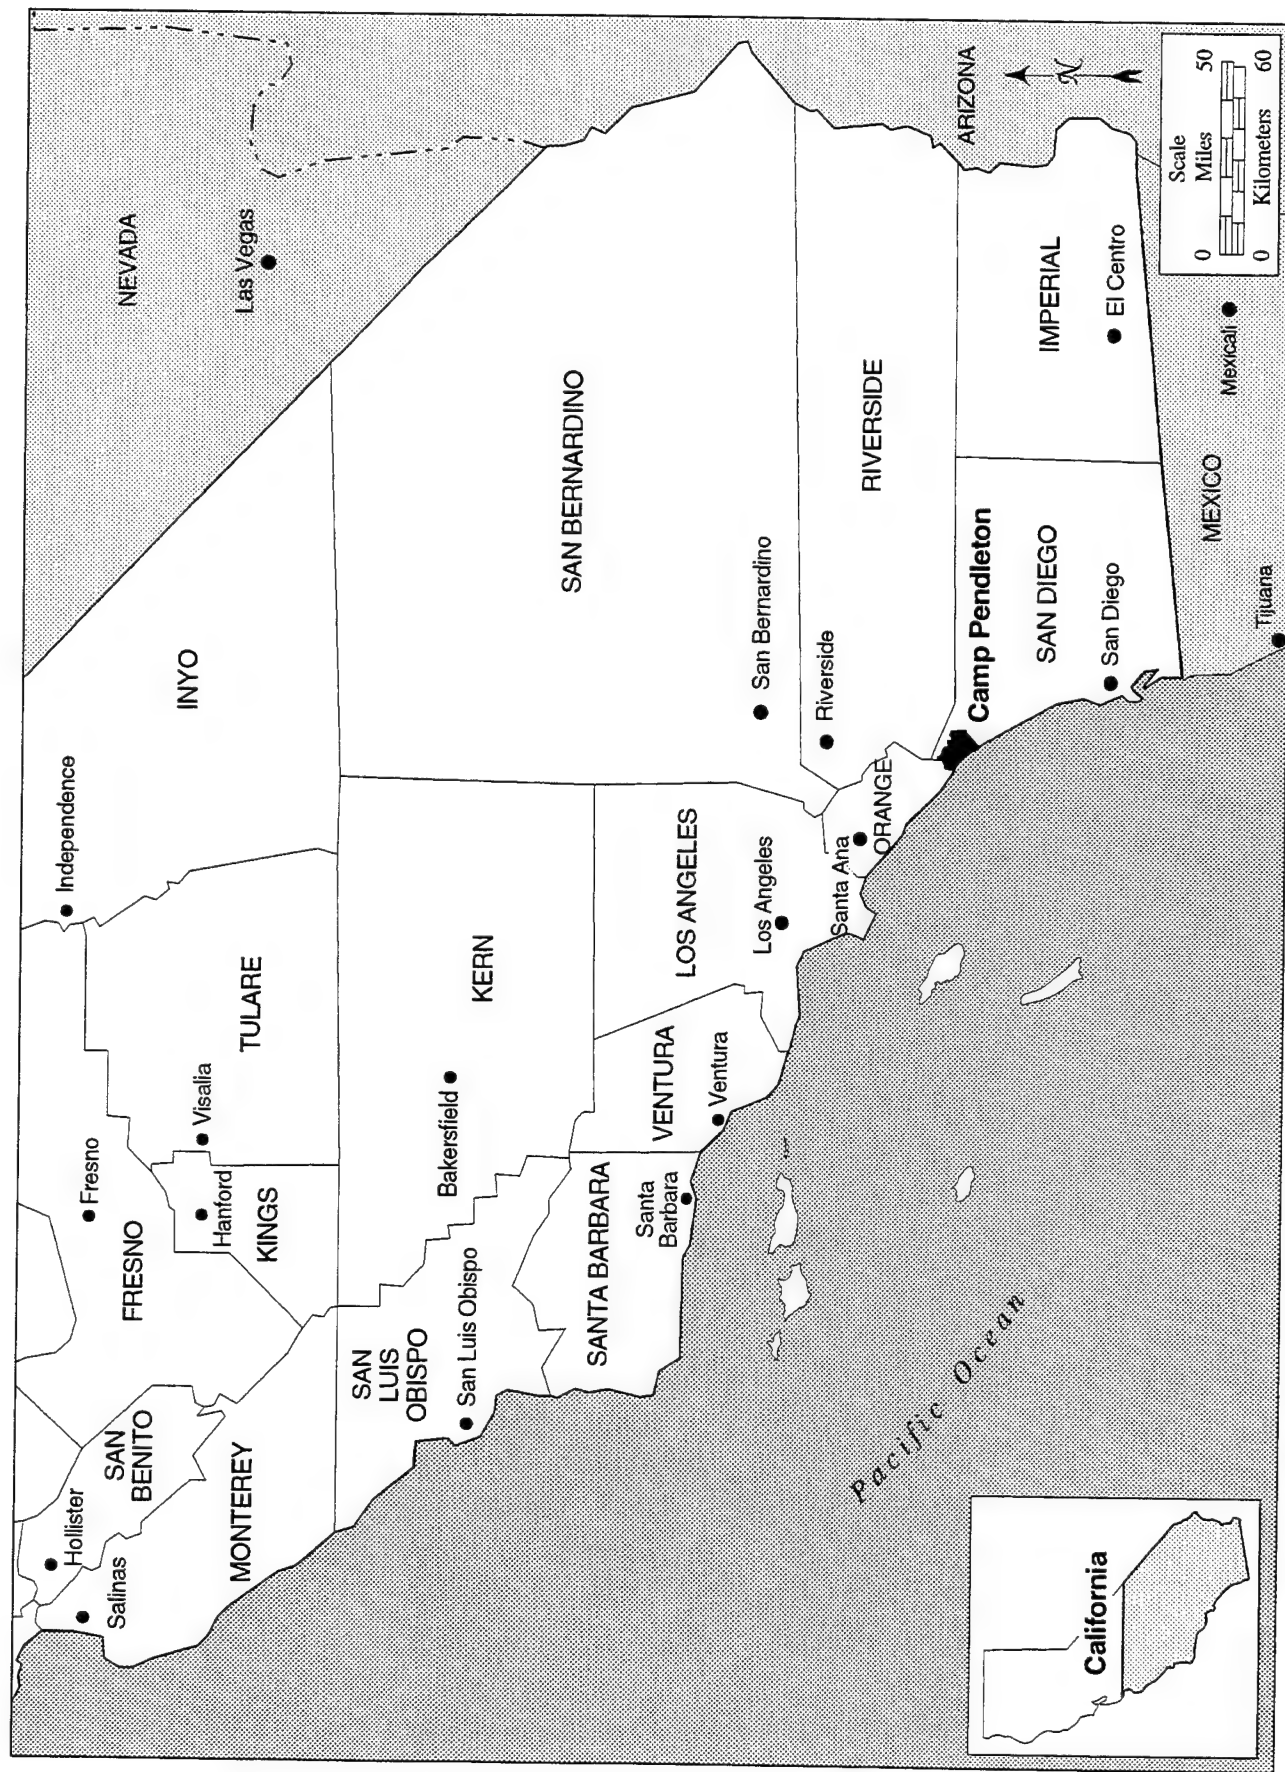 NEVADA
Las Vegas
Independence
INYO
Fresno
FRESNO
Visalia
TULARE
Hanford
KINGS
Hollister
SAN
BENITO
Salinas
MONTEREY
SAN BERNARDINO
KERN
Bakersfield
SAN
LUIS
OBISPO
San Luis Obispo
San Bernardino
LOS ANGELES
Los Angeles
VENTURA
Ventura
SANTA BARBARA
Santa
Barbara
ARIZONA
N
RIVERSIDE
Riverside
Santa Ana
ORANGE
Camp Pendleton
IMPERIAL
El Centro
SAN DIEGO
San Diego
MEXICO
Mexicali
Tijuana
Pacific Ocean
California
Scale
0 Miles 50
0 Kilometers 60